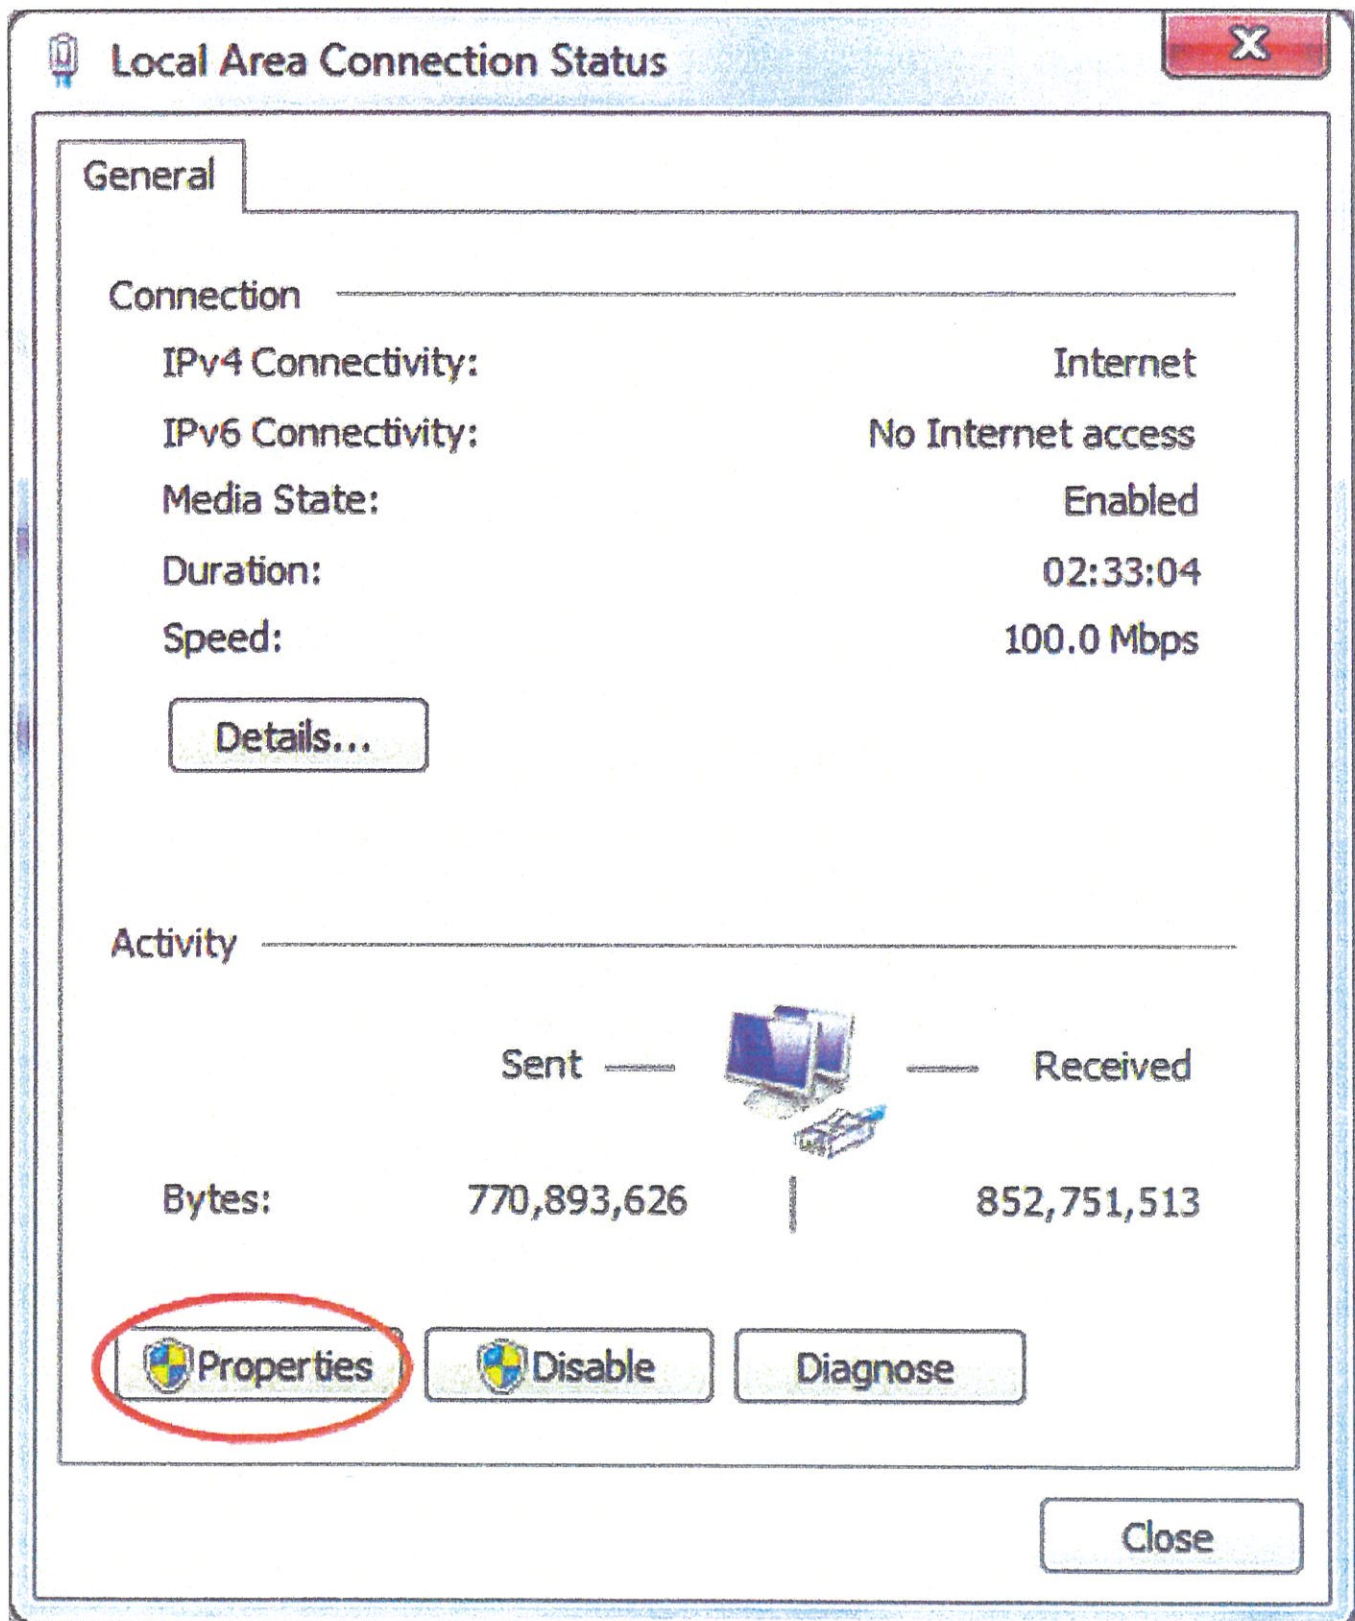 Local Area Connection Status
General
Connection
IPv4 Connectivity: Internet
IPv6 Connectivity: No Internet access
Media State: Enabled
Duration: 02:33:04
Speed: 100.0 Mbps
Details...
Activity
Sent Received
Bytes: 770,893,626 852,751,513
Properties Disable Diagnose
Close